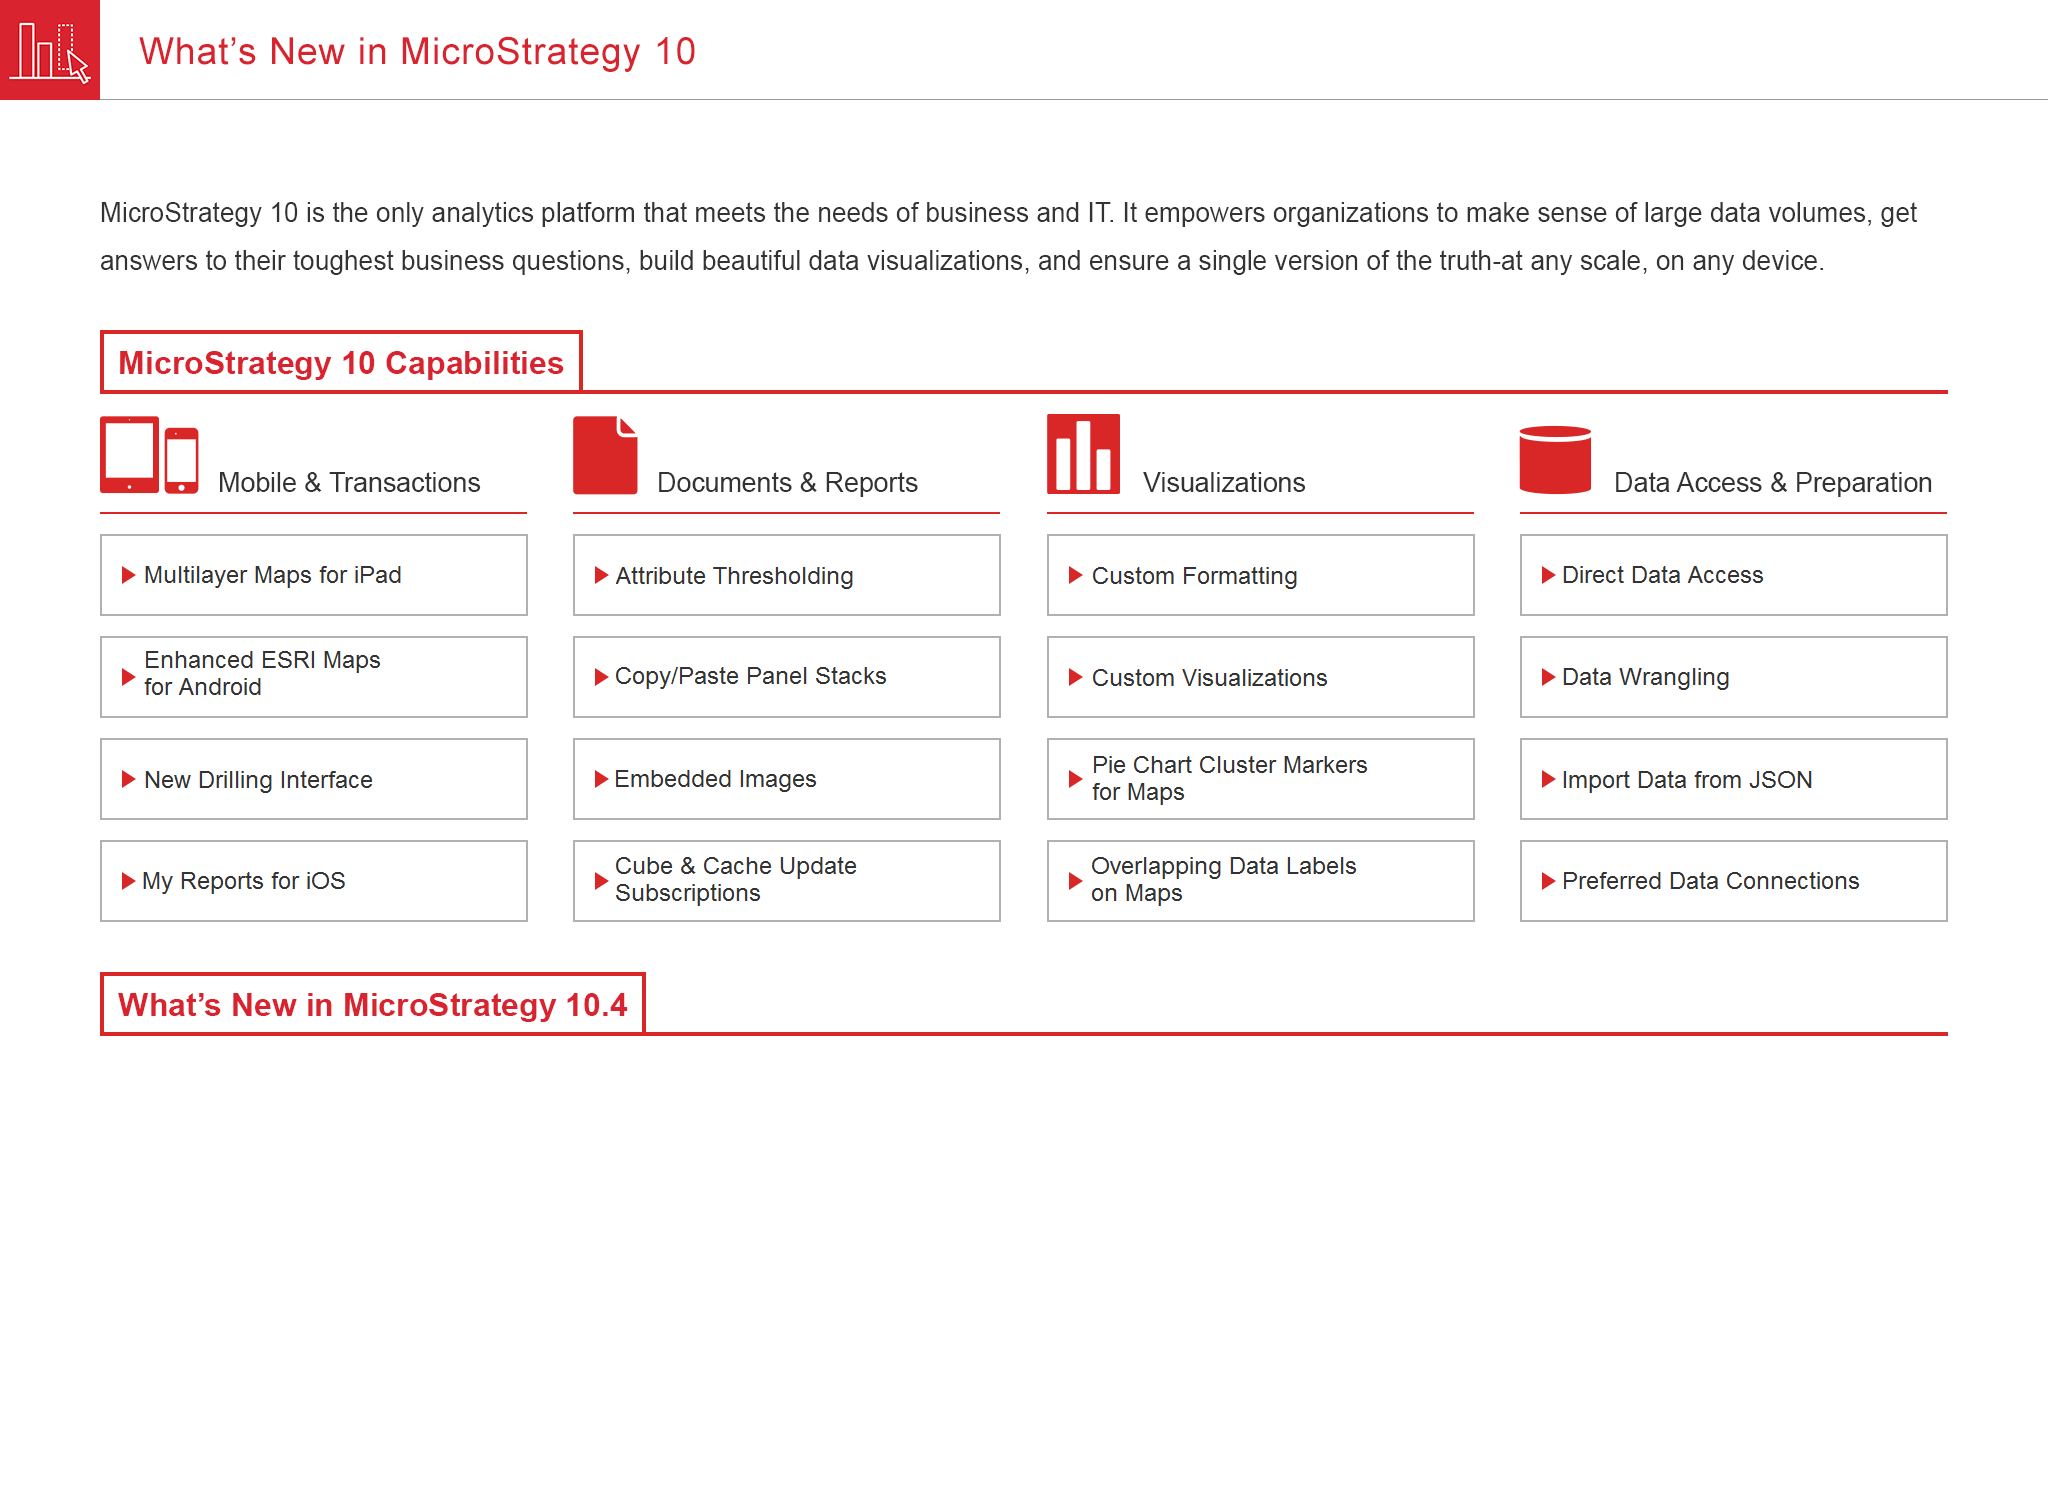 What’s New in MicroStrategy 10
MicroStrategy 10 is the only analytics platform that meets the needs of business and IT. It empowers organizations to make sense of large data volumes, get
answers to their toughest business questions, build beautiful data visualizations, and ensure a single version of the truth-at any scale, on any device.
MicroStrategy 10 Capabilities
Mobile & Transactions
Multilayer Maps for iPad
Enhanced ESRI Maps
for Android
New Drilling Interface
My Reports for iOS
Documents & Reports
Attribute Thresholding
Copy/Paste Panel Stacks
Embedded Images
Cube & Cache Update
Subscriptions
Visualizations
Custom Formatting
Custom Visualizations
Pie Chart Cluster Markers
for Maps
Overlapping Data Labels
on Maps
Data Access & Preparation
Direct Data Access
Data Wrangling
Import Data from JSON
Preferred Data Connections
What’s New in MicroStrategy 10.4